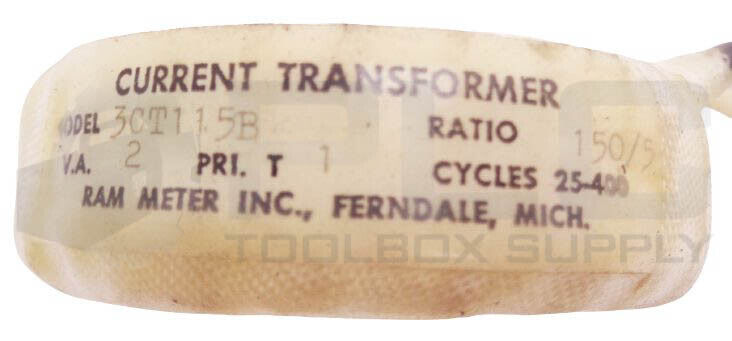 CURRENT TRANSFORMER
MODEL 3CT115B RATIO 150/5
V.A. 2 PRI. T 1 CYCLES 25-400
RAM METER INC., FERNDALE, MICH.
PLC
TOOLBOX SUPPLY